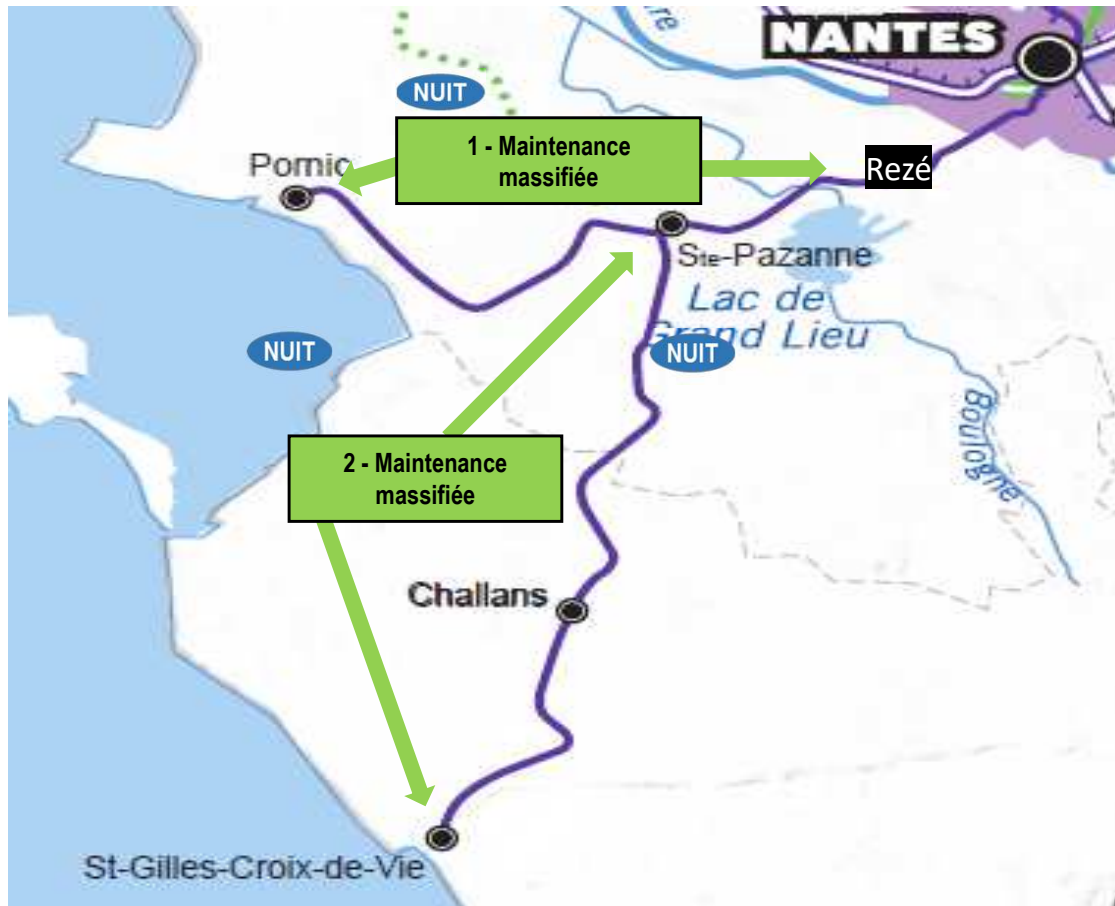 NANTES
NUIT
1 - Maintenance
massifiée
Pornic
Rezé
Ste-Pazanne
Lac de
Grand Lieu
NUIT
NUIT
Boulogne
2 - Maintenance
massifiée
Challans
St-Gilles-Croix-de-Vie